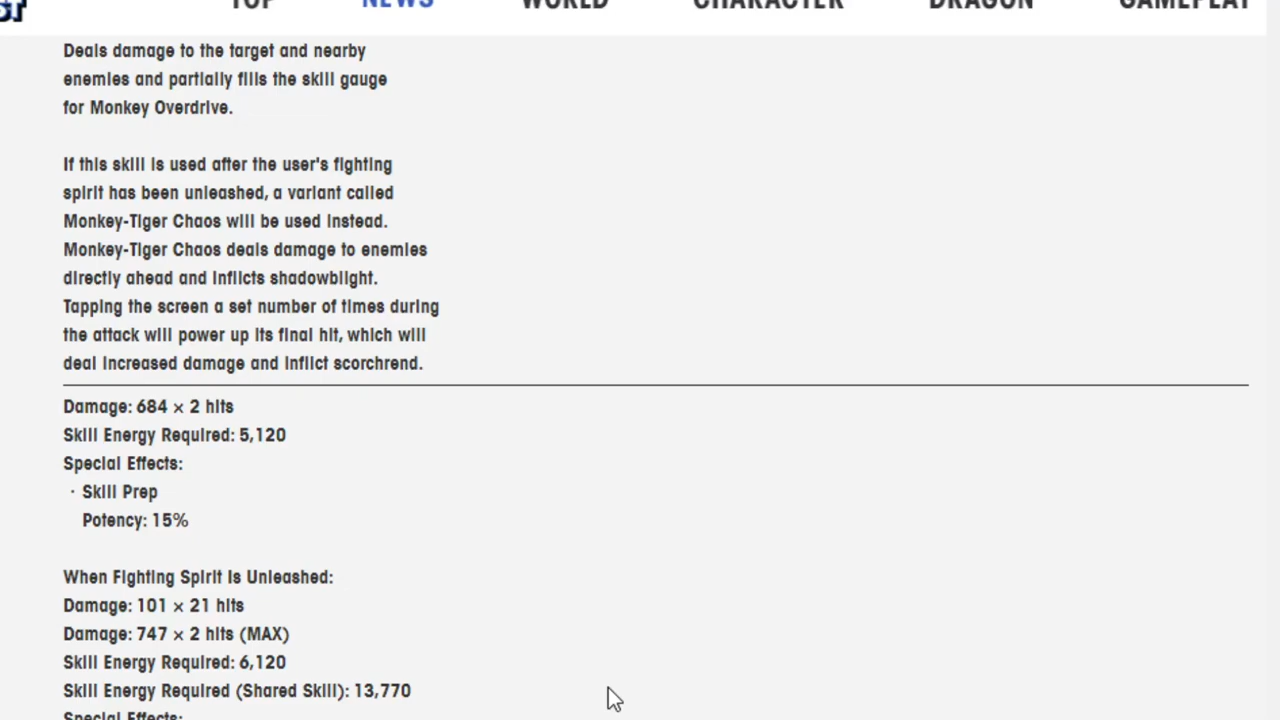 ST
TOP NEWS WORLD CHARACTER DRAGON GAMEPLAY
Deals damage to the target and nearby
enemies and partially fills the skill gauge
for Monkey Overdrive.
If this skill is used after the user's fighting
spirit has been unleashed, a variant called
Monkey-Tiger Chaos will be used instead.
Monkey-Tiger Chaos deals damage to enemies
directly ahead and inflicts shadowblight.
Tapping the screen a set number of times during
the attack will power up its final hit, which will
deal increased damage and inflict scorchrend.
Damage: 684 × 2 hits
Skill Energy Required: 5,120
Special Effects:
· Skill Prep
Potency: 15%
When Fighting Spirit Is Unleashed:
Damage: 101 × 21 hits
Damage: 747 × 2 hits (MAX)
Skill Energy Required: 6,120
Skill Energy Required (Shared Skill): 13,770
Special Effects: